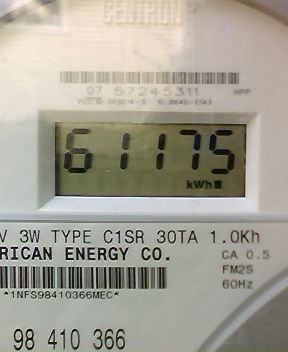 CENTRON
07 57245311
61175
kWh
V 3W TYPE C1SR 30TA 1.0Kh
RICAN ENERGY CO.
CA 0.5
FM2S
60Hz
*1NFS98410366MEC*
98 410 366